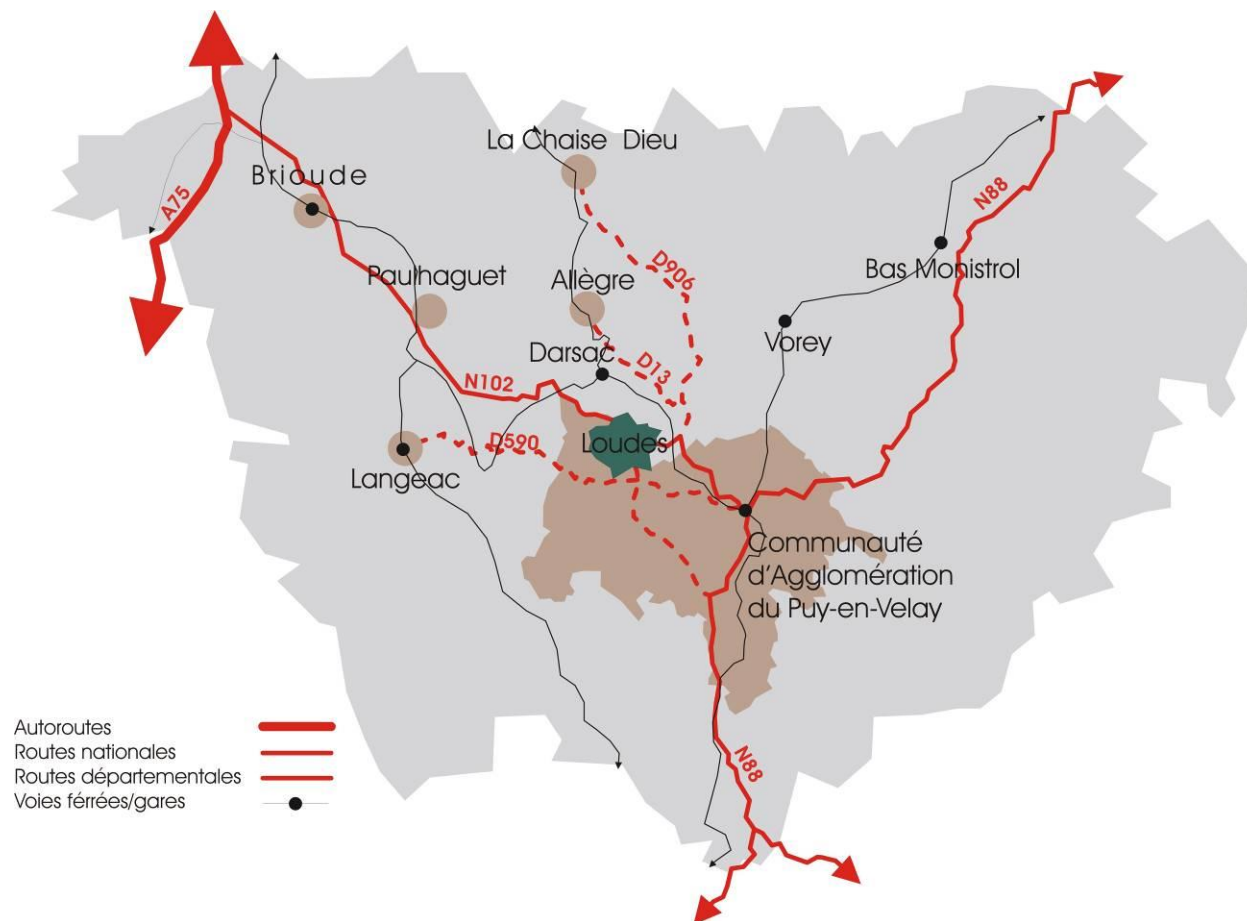 La Chaise Dieu
Brioude
A75
N88
D906
Paulhaguet
Allègre
Bas Monistrol
Vorey
Darsac
D13
N102
D590
Loudes
Langeac
Communauté
d'Agglomération
du Puy-en-Velay
N88
Autoroutes
Routes nationales
Routes départementales
Voies férrées/gares